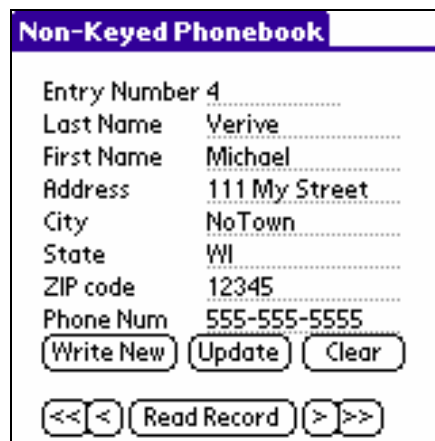 Non-Keyed Phonebook
Entry Number 4
Last Name Verive
First Name Michael
Address 111 My Street
City NoTown
State WI
ZIP code 12345
Phone Num 555-555-5555
Write New Update Clear
<< < Read Record > >>